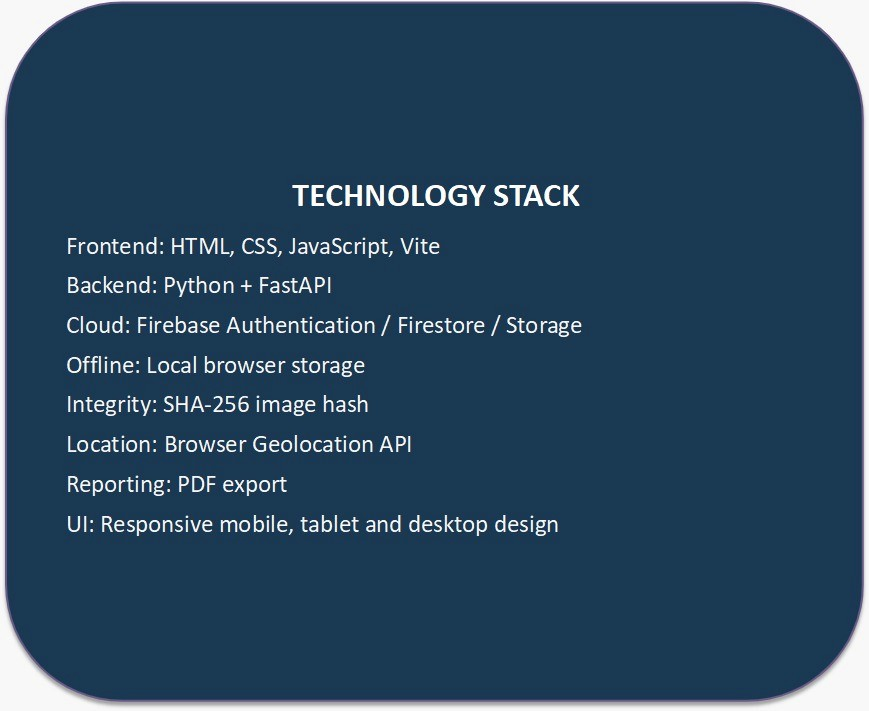 TECHNOLOGY STACK
Frontend: HTML, CSS, JavaScript, Vite
Backend: Python + FastAPI
Cloud: Firebase Authentication / Firestore / Storage
Offline: Local browser storage
Integrity: SHA-256 image hash
Location: Browser Geolocation API
Reporting: PDF export
UI: Responsive mobile, tablet and desktop design